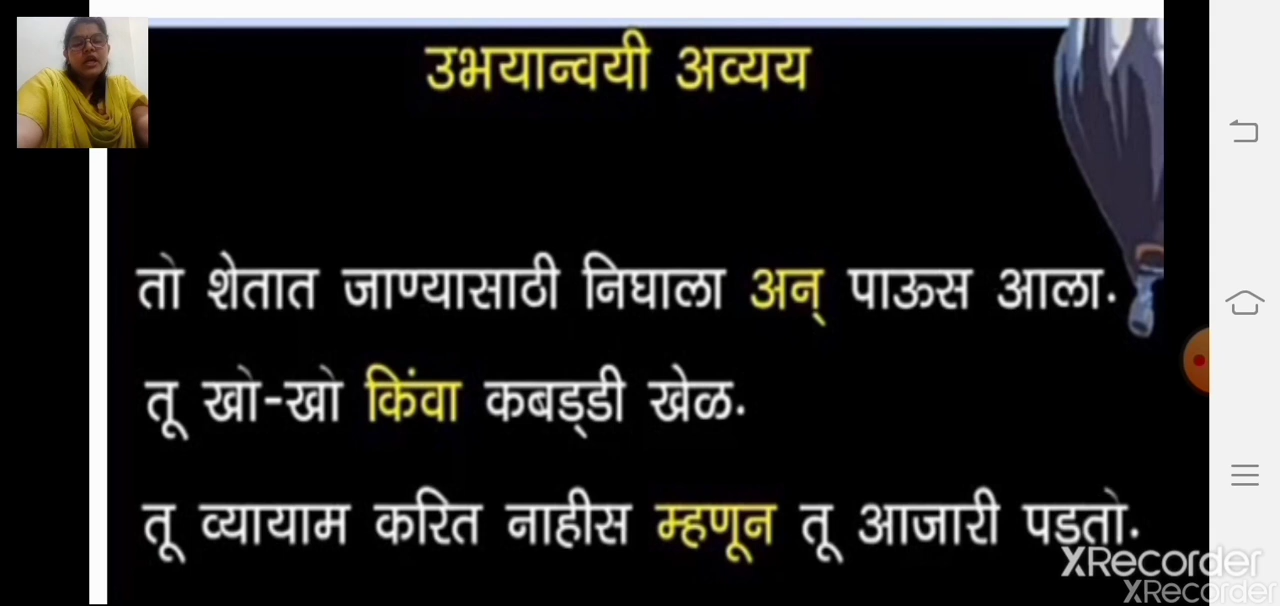 उभयान्वयी अव्यय
तो शेतात जाण्यासाठी निघाला अन् पाऊस आला.
तू खो-खो किंवा कबड्डी खेळ.
तू व्यायाम करित नाहीस म्हणून तू आजारी पडतो.
XRecorder
XRecorder